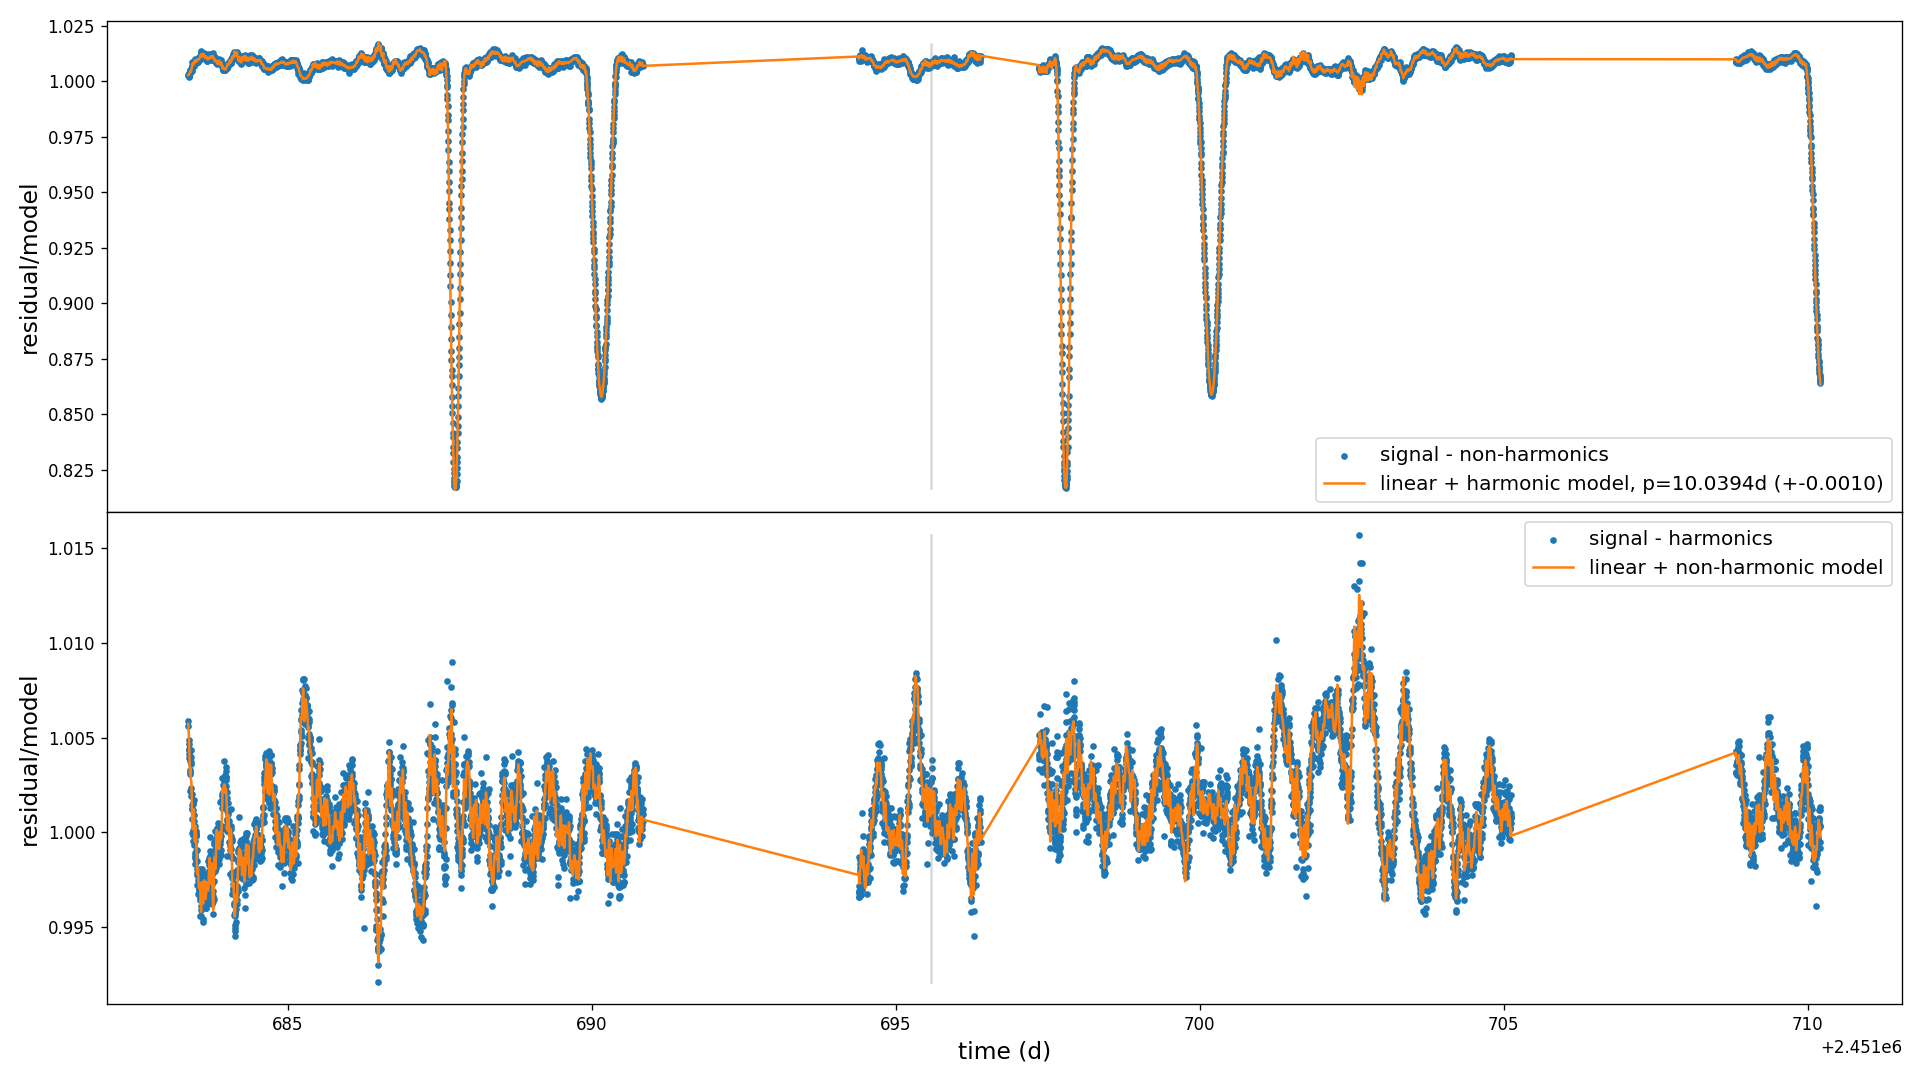 1.025
1.000
0.975
0.950
0.925
0.900
0.875
0.850
0.825
residual/model
signal - non-harmonics
linear + harmonic model, p=10.0394d (+-0.0010)
1.015
1.010
1.005
1.000
0.995
residual/model
signal - harmonics
linear + non-harmonic model
685
690
695
700
705
710
time (d)
+2.451e6